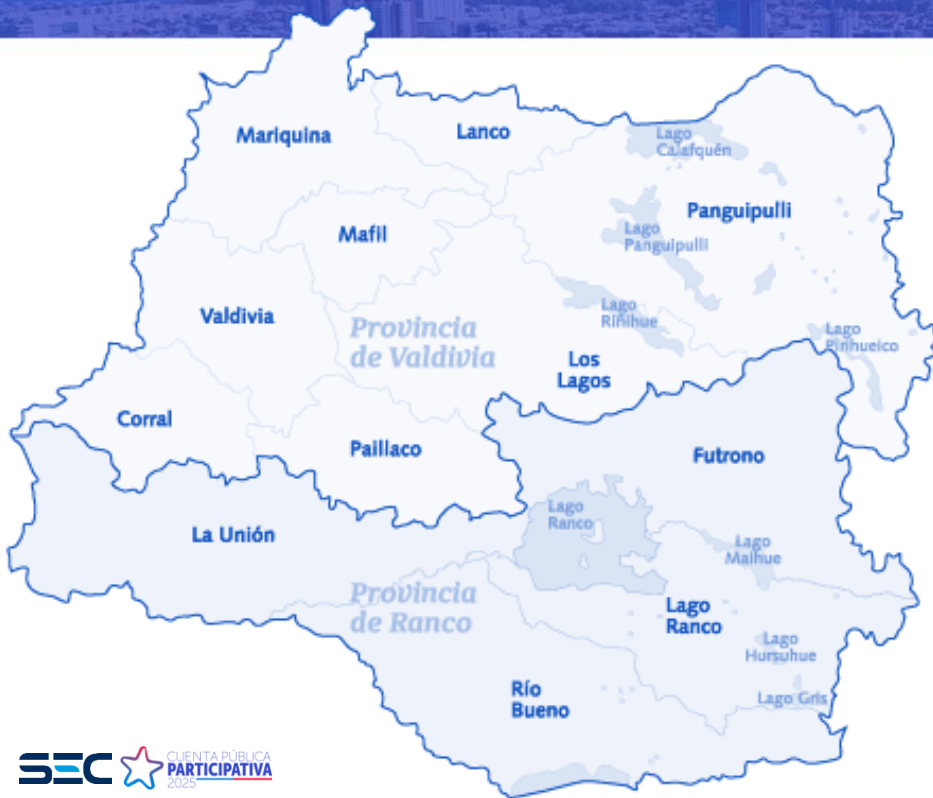 Mariquina
Lanco
Lago
Calafquén
Panguipulli
Mafil
Lago
Panguipulli
Valdivia
Lago
Riñihue
Provincia
de Valdivia
Lago
Pirihueico
Los
Lagos
Corral
Paillaco
Futrono
Lago
Ranco
La Unión
Lago
Maihue
Provincia
de Ranco
Lago
Ranco
Lago
Hursuhue
Río
Bueno
Lago Gris
SEC
CUENTA PÚBLICA
PARTICIPATIVA
2025